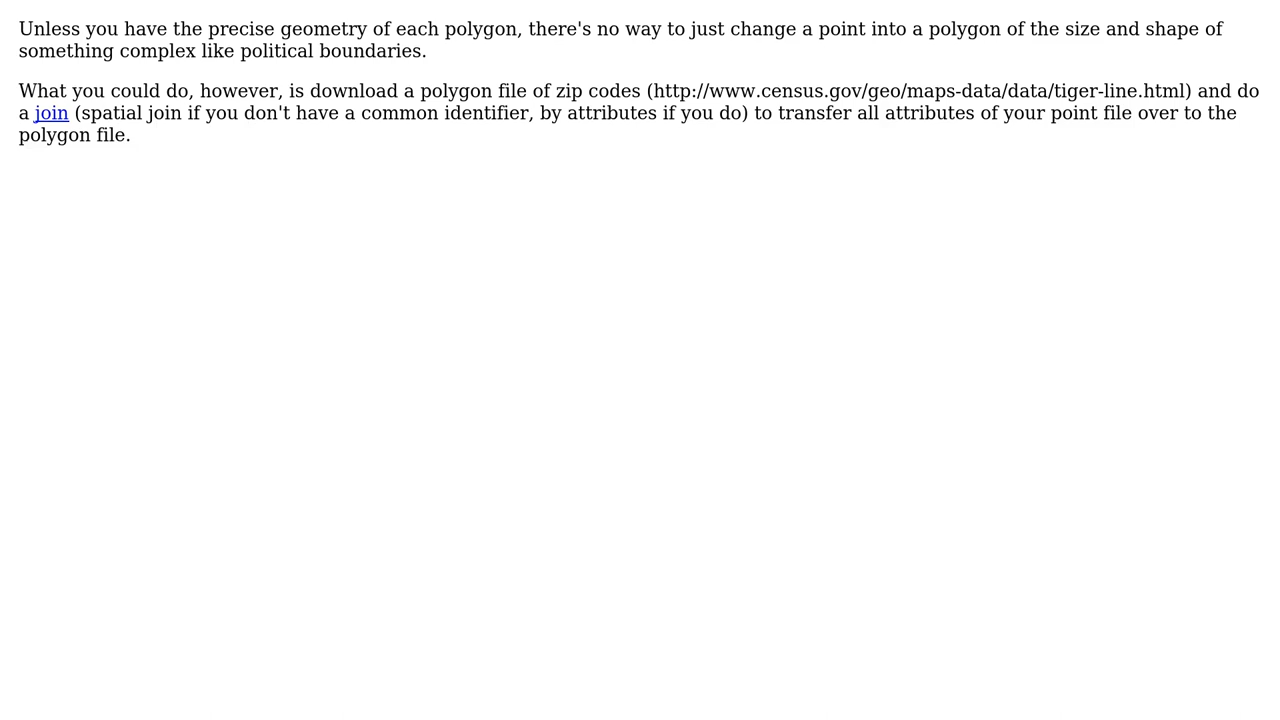 Unless you have the precise geometry of each polygon, there's no way to just change a point into a polygon of the size and shape of
something complex like political boundaries.
What you could do, however, is download a polygon file of zip codes (http://www.census.gov/geo/maps-data/data/tiger-line.html) and do
a join (spatial join if you don't have a common identifier, by attributes if you do) to transfer all attributes of your point file over to the
polygon file.